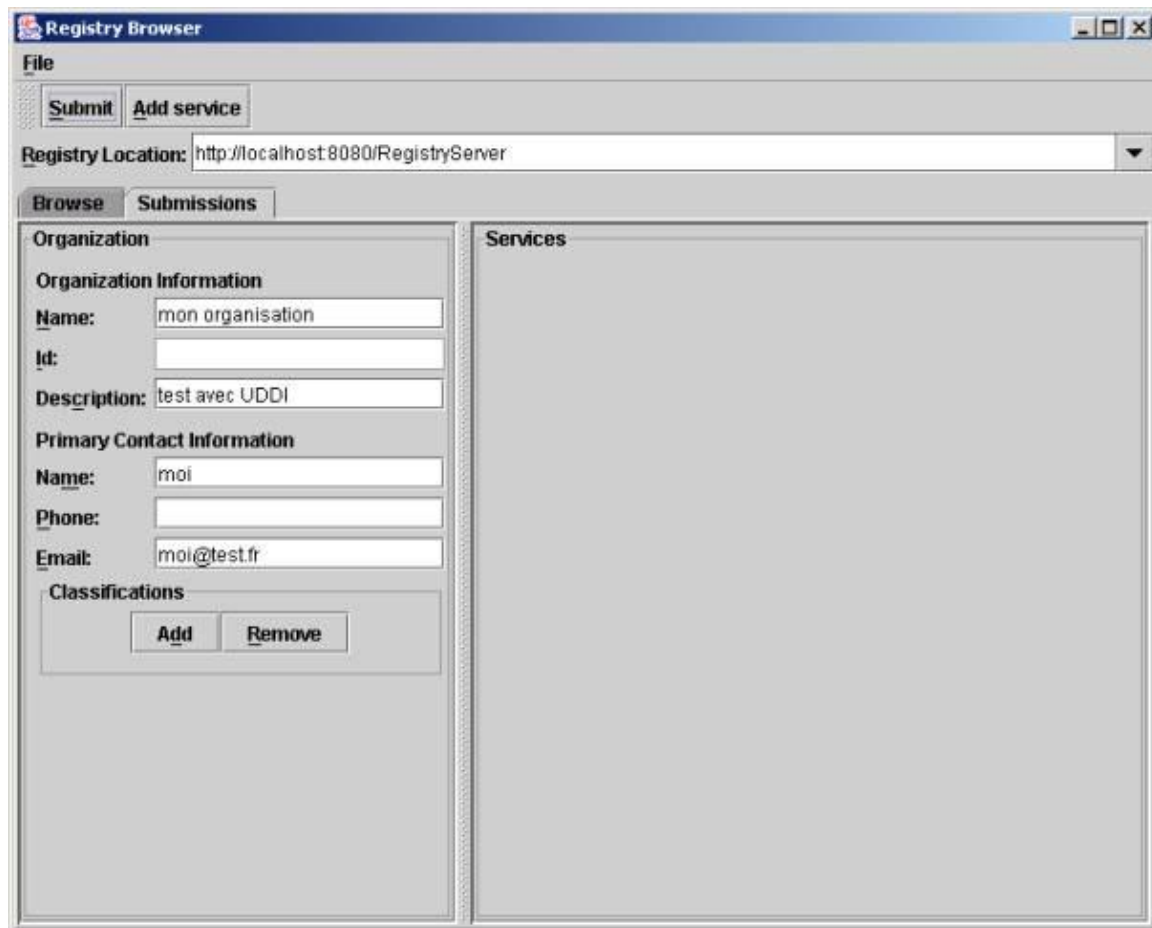 Registry Browser
File
Submit Add service
Registry Location: http://localhost:8080/RegistryServer
Browse Submissions
Organization
Organization Information
Name: mon organisation
Id:
Description: test avec UDDI
Primary Contact Information
Name: moi
Phone:
Email: moi@test.fr
Classifications
Add Remove
Services